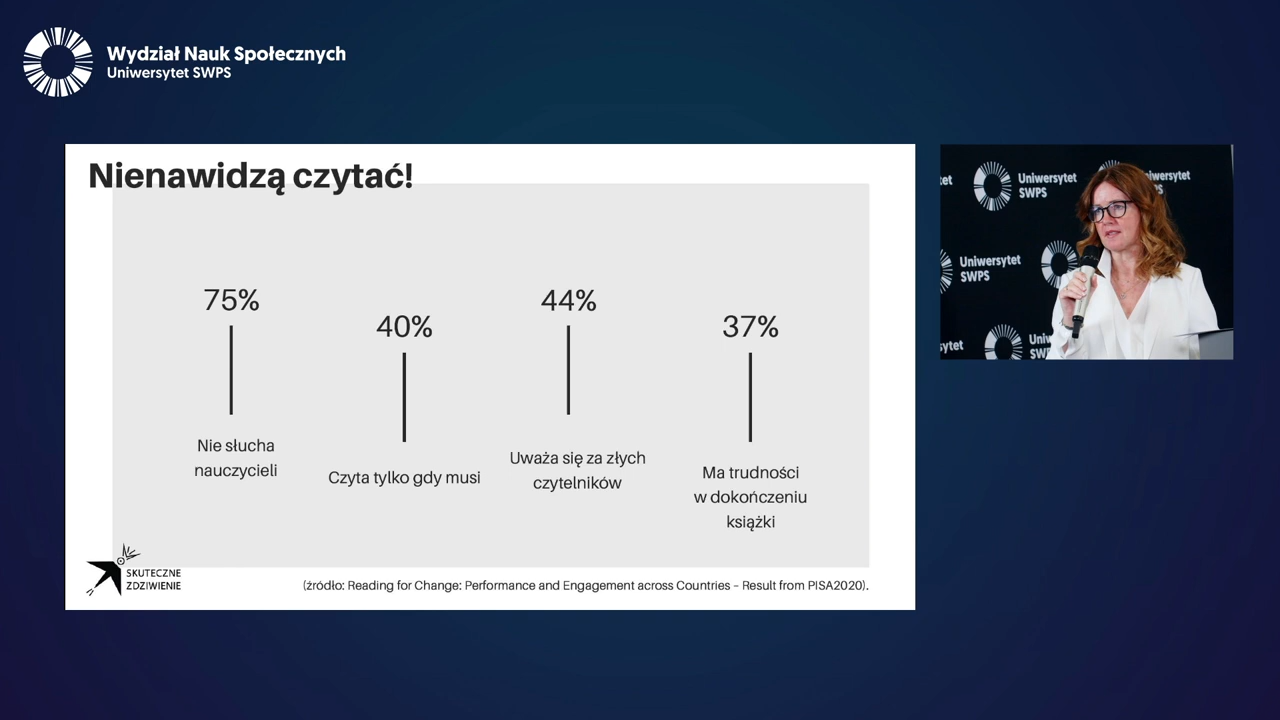 Wydział Nauk Społecznych
Uniwersytet SWPS
Nienawidzą czytać!
75%
Nie słucha
nauczycieli
40%
Czyta tylko gdy musi
44%
Uważa się za złych
czytelników
37%
Ma trudności
w dokończeniu
książki
SKUTECZNE
ZDZIWIENIE
(źródło: Reading for Change: Performance and Engagement across Countries – Result from PISA2020).
Uniwersytet
SWPS
Uniwersytet
SWPS